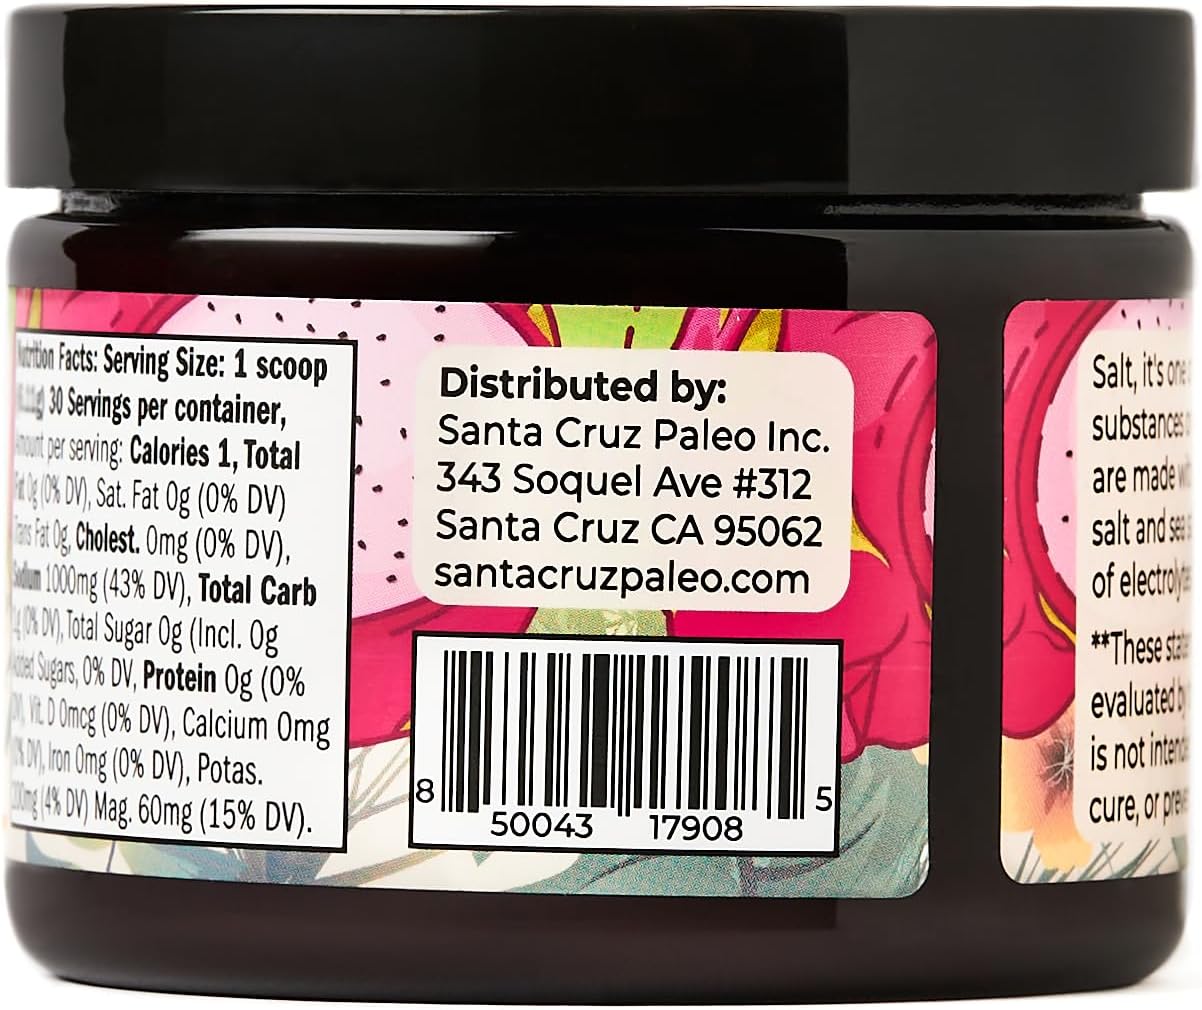 Nutrition Facts: Serving Size: 1 scoop
30 Servings per container,
Amount per serving: Calories 1, Total
Fat 0g (0% DV), Sat. Fat 0g (0% DV)
Trans Fat 0g, Cholest. 0mg (0% DV),
Sodium 1000mg (43% DV), Total Carb
(0% DV), Total Sugar 0g (Incl. 0g
Added Sugars, 0% DV, Protein 0g (0%
DV), Vit. D 0mcg (0% DV), Calcium 0mg
(0% DV), Iron 0mg (0% DV), Potas.
(4% DV) Mag. 60mg (15% DV).
Distributed by:
Santa Cruz Paleo Inc.
343 Soquel Ave #312
Santa Cruz CA 95062
santacruzpaleo.com
8 50043 17908 5
Salt, it's one
substances
are made
salt and sea
of
**These
evaluated
is not
cure, or